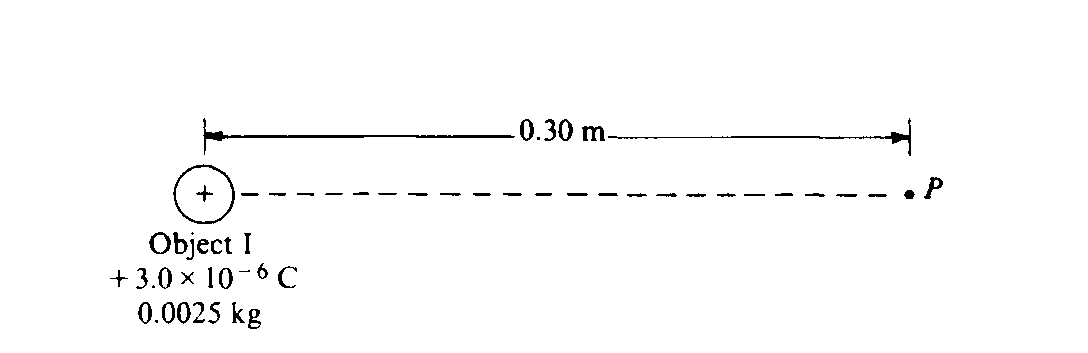 0.30 m
+
P
Object I
+ 3.0 × 10⁻⁶ C
0.0025 kg